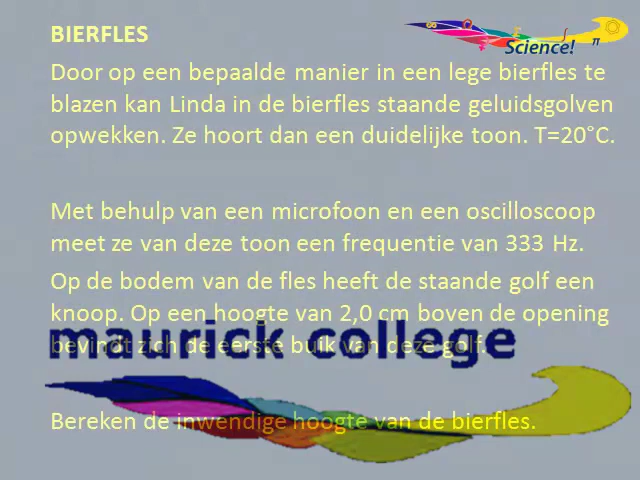 BIERFLES
Science!
π
Door op een bepaalde manier in een lege bierfles te
blazen kan Linda in de bierfles staande geluidsgolven
opwekken. Ze hoort dan een duidelijke toon. T=20°C.
Met behulp van een microfoon en een oscilloscoop
meet ze van deze toon een frequentie van 333 Hz.
Op de bodem van de fles heeft de staande golf een
knoop. Op een hoogte van 2,0 cm boven de opening
bevindt zich de eerste buik van deze golf.
maurick college
Bereken de inwendige hoogte van de bierfles.